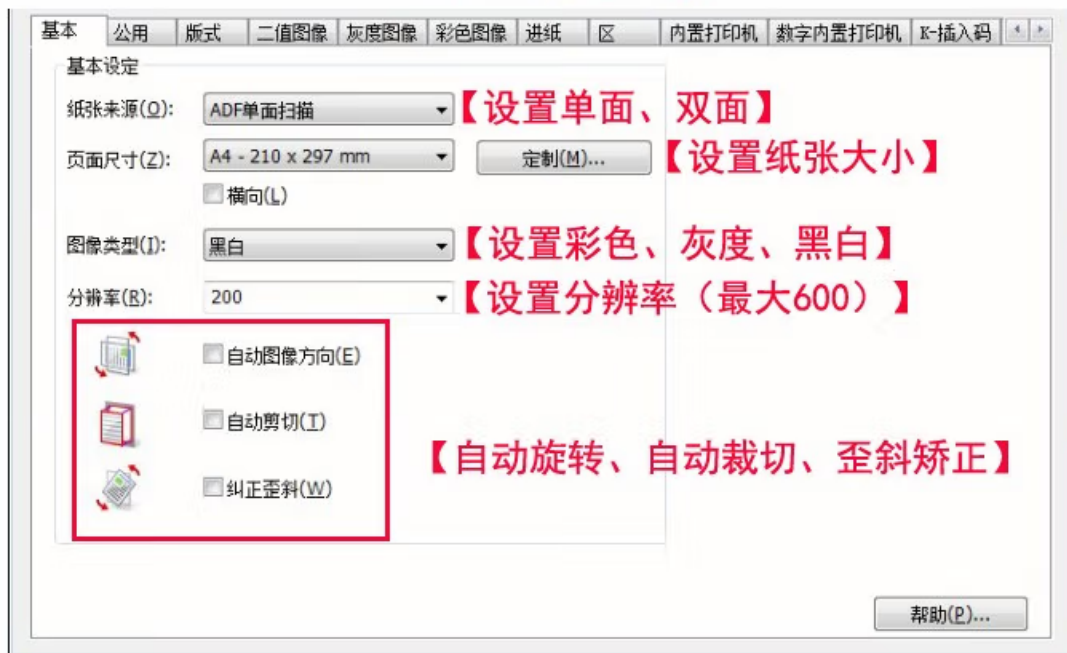 基本 公用 版式 二值图像 灰度图像 彩色图像 进纸 区 内置打印机 数字内置打印机 K-插入码
基本设定
纸张来源(O): ADF单面扫描 【设置单面、双面】
页面尺寸(Z): A4 - 210 x 297 mm 定制(M)... 【设置纸张大小】
横向(L)
图像类型(I): 黑白 【设置彩色、灰度、黑白】
分辨率(R): 200 【设置分辨率（最大600）】
自动图像方向(E)
自动剪切(T)
【自动旋转、自动裁切、歪斜矫正】
纠正歪斜(W)
帮助(P)...